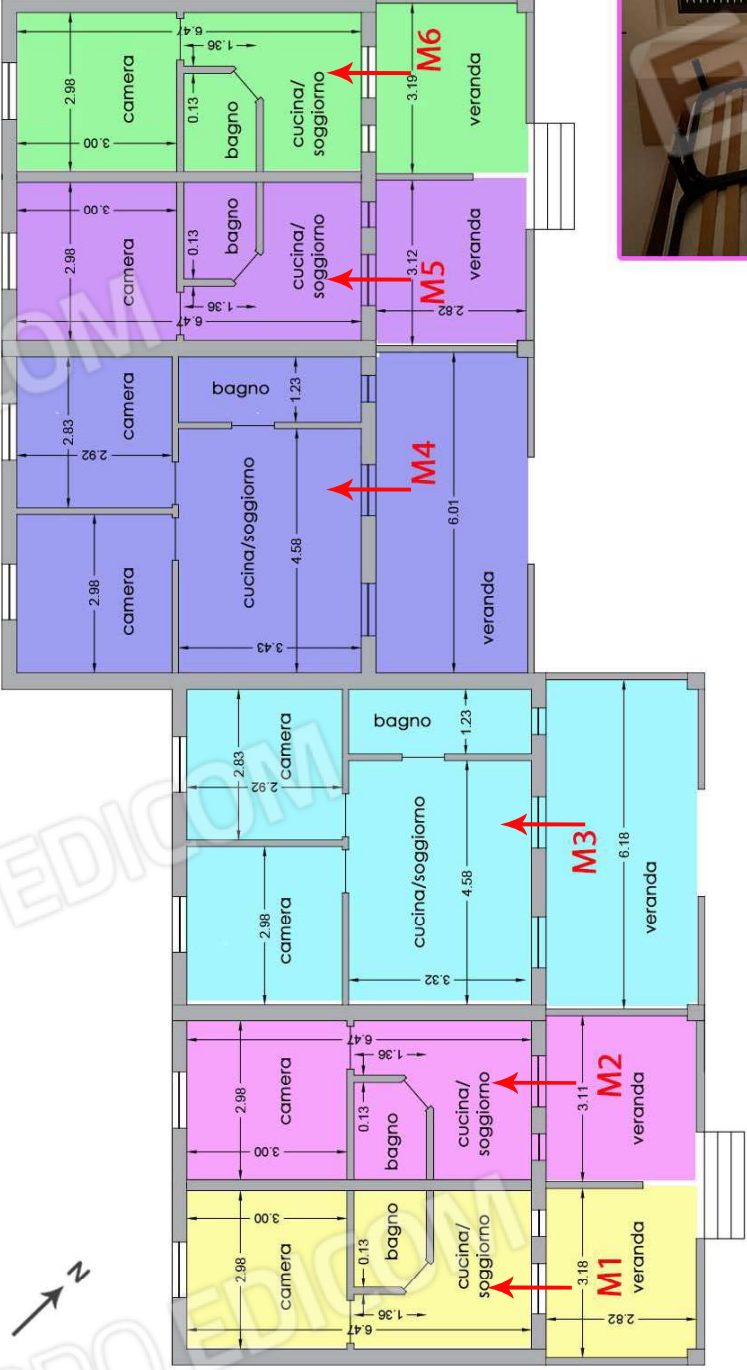 6.47
1.36
M6
2.98
camera
0.13
bagno
cucina/
soggiorno
3.19
veranda
3.00
3.00
0.13
bagno
cucina/
soggiorno
M5
3.12
veranda
2.98
camera
1.36
2.82
6.47
bagno
1.23
2.83
camera
2.92
M4
cucina/soggiorno
4.58
6.01
veranda
2.98
camera
3.43
bagno
1.23
2.83
camera
2.92
M3
cucina/soggiorno
4.58
6.18
veranda
2.98
camera
3.32
6.47
1.36
M2
2.98
camera
0.13
bagno
cucina/
soggiorno
3.11
veranda
3.00
3.00
0.13
bagno
cucina/
soggiorno
M1
3.18
veranda
2.98
camera
1.36
2.82
6.47
N
EDICOM
EDICOM